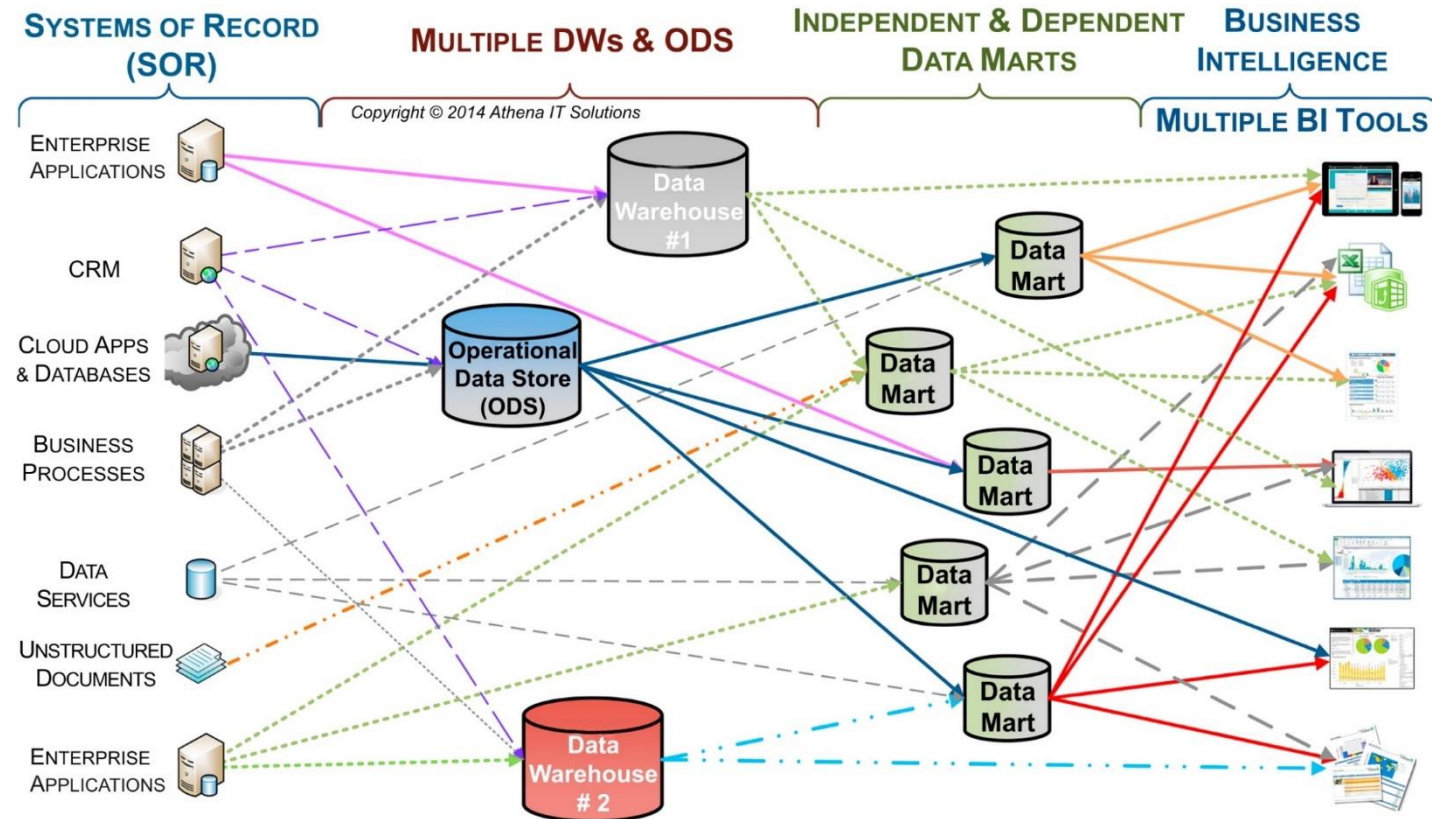 SYSTEMS OF RECORD
(SOR)
MULTIPLE DWs & ODS
INDEPENDENT & DEPENDENT
DATA MARTS
BUSINESS
INTELLIGENCE
MULTIPLE BI TOOLS
Copyright © 2014 Athena IT Solutions
ENTERPRISE
APPLICATIONS
CRM
CLOUD APPS
& DATABASES
BUSINESS
PROCESSES
DATA
SERVICES
UNSTRUCTURED
DOCUMENTS
ENTERPRISE
APPLICATIONS
Data
Warehouse
#1
Operational
Data Store
(ODS)
Data
Warehouse
# 2
Data
Mart
Data
Mart
Data
Mart
Data
Mart
Data
Mart